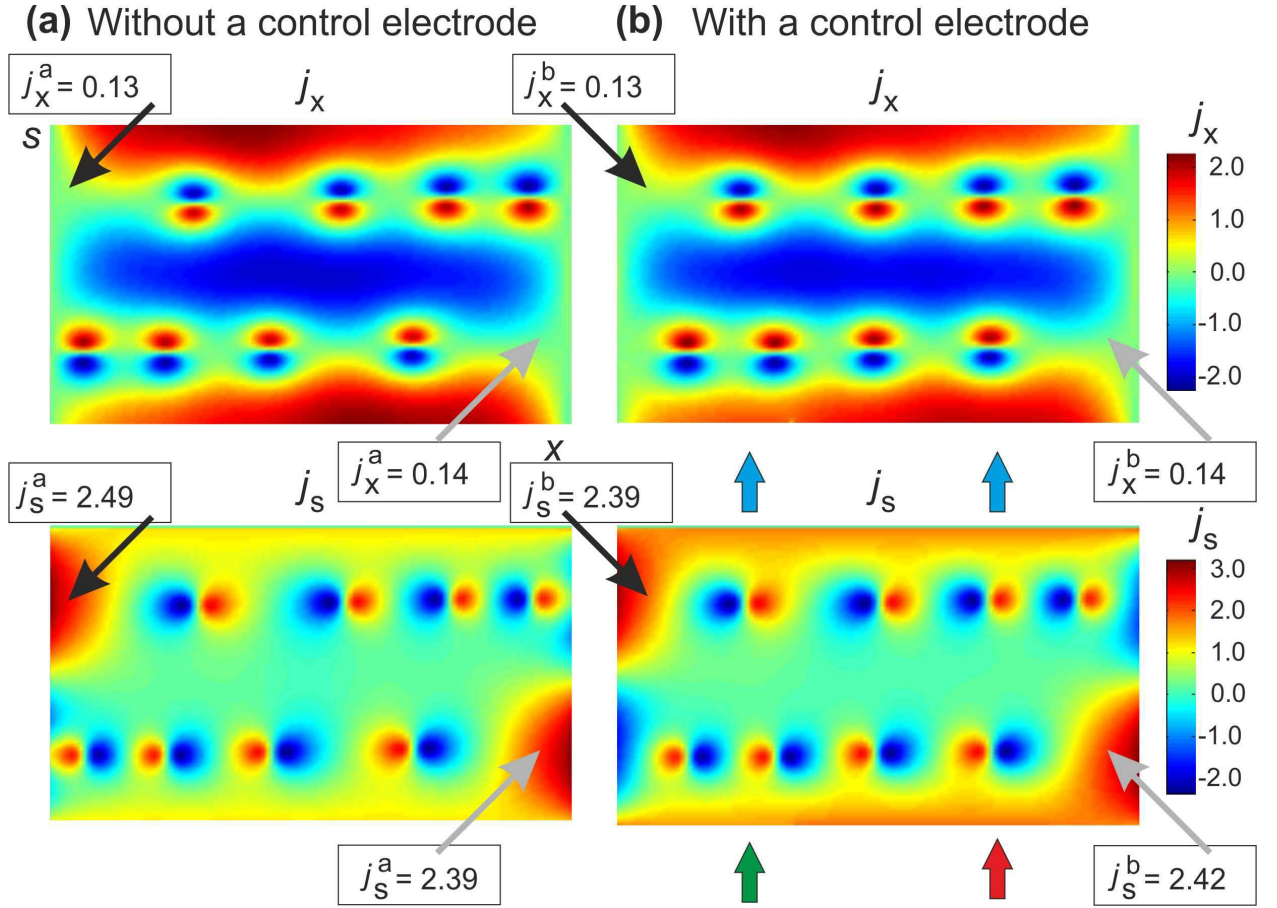 (a) Without a control electrode
(b) With a control electrode
j_x^a = 0.13
j_x
j_x^b = 0.13
j_x
s
j_x
2.0
1.0
0.0
-1.0
-2.0
x
j_x^a = 0.14
j_x^b = 0.14
j_s^a = 2.49
j_s
j_s^b = 2.39
j_s
j_s
3.0
2.0
1.0
0.0
-1.0
-2.0
j_s^a = 2.39
j_s^b = 2.42